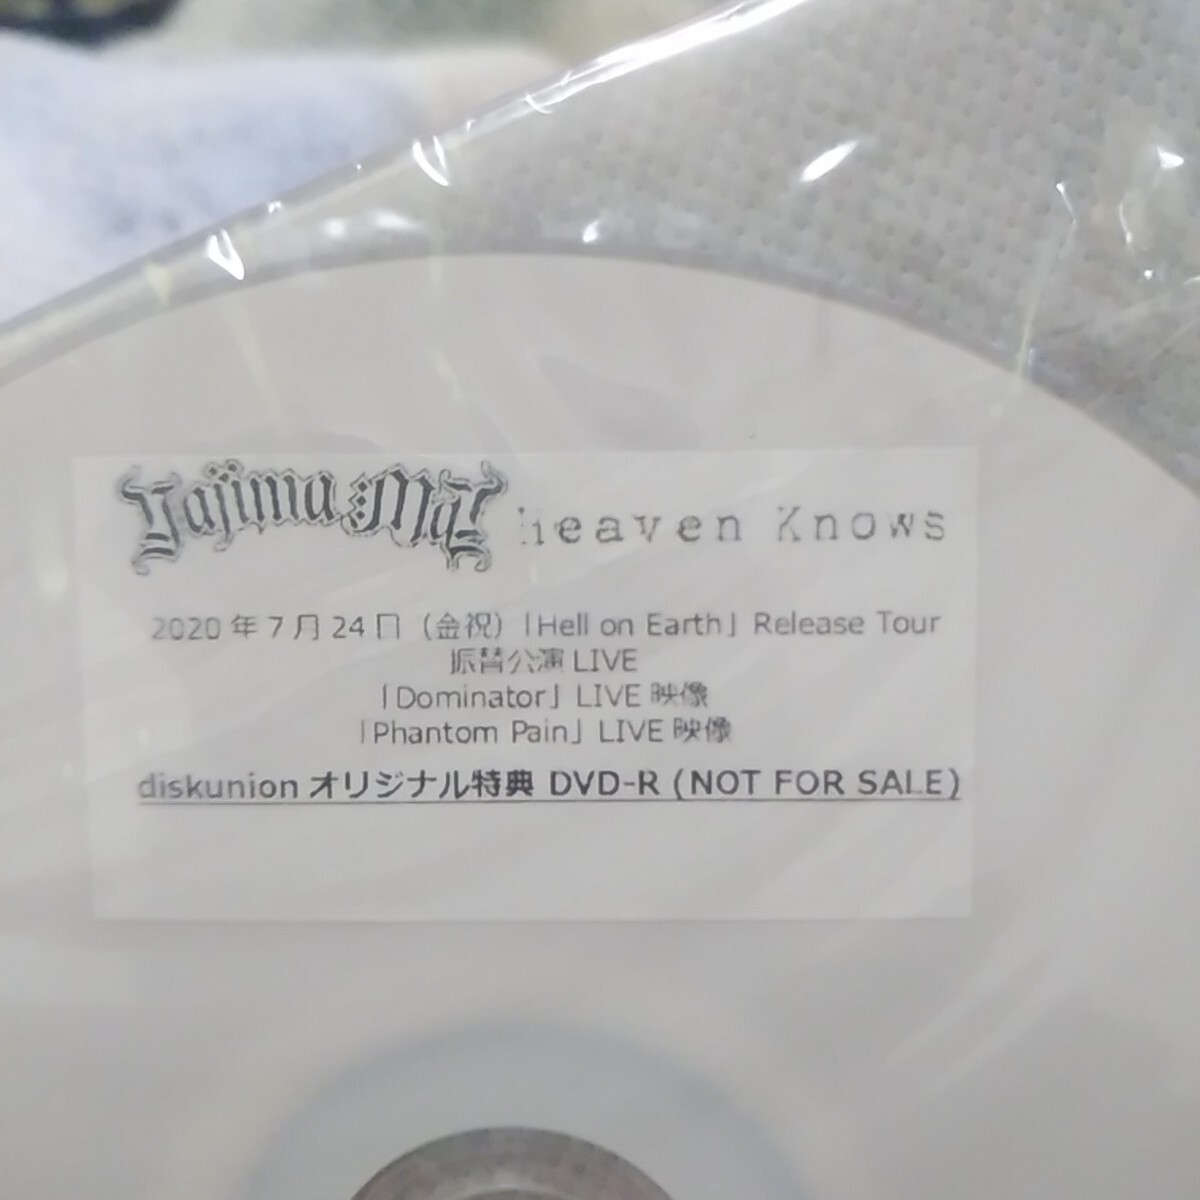 Yajima Mai heaven Knows
2020年7月24日（金祝）「Hell on Earth」Release Tour
振替公演 LIVE
「Dominator」LIVE 映像
「Phantom Pain」LIVE 映像
diskunion オリジナル特典 DVD-R (NOT FOR SALE)